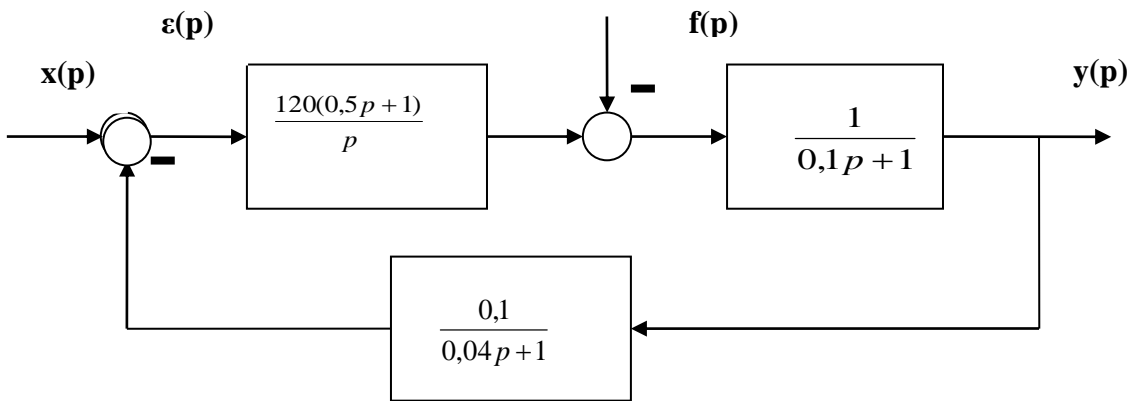 ε(p) f(p)
x(p) y(p)
120(0,5p+1)
p
1
0,1p+1
0,1
0,04p+1